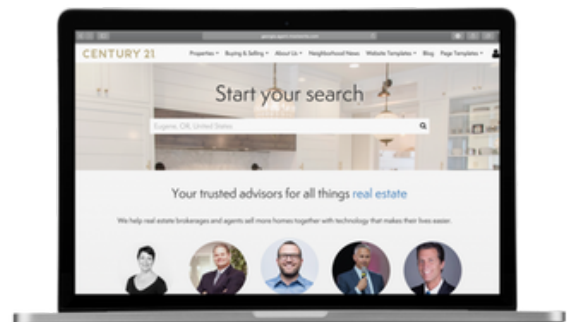 CENTURY 21
Properties Buying & Selling About Us Neighborhood News Website Templates Blog Page Templates
Start your search
Eugene, OR, United States
Your trusted advisors for all things real estate
We help real estate brokerages and agents sell more homes together with technology that makes their lives easier.